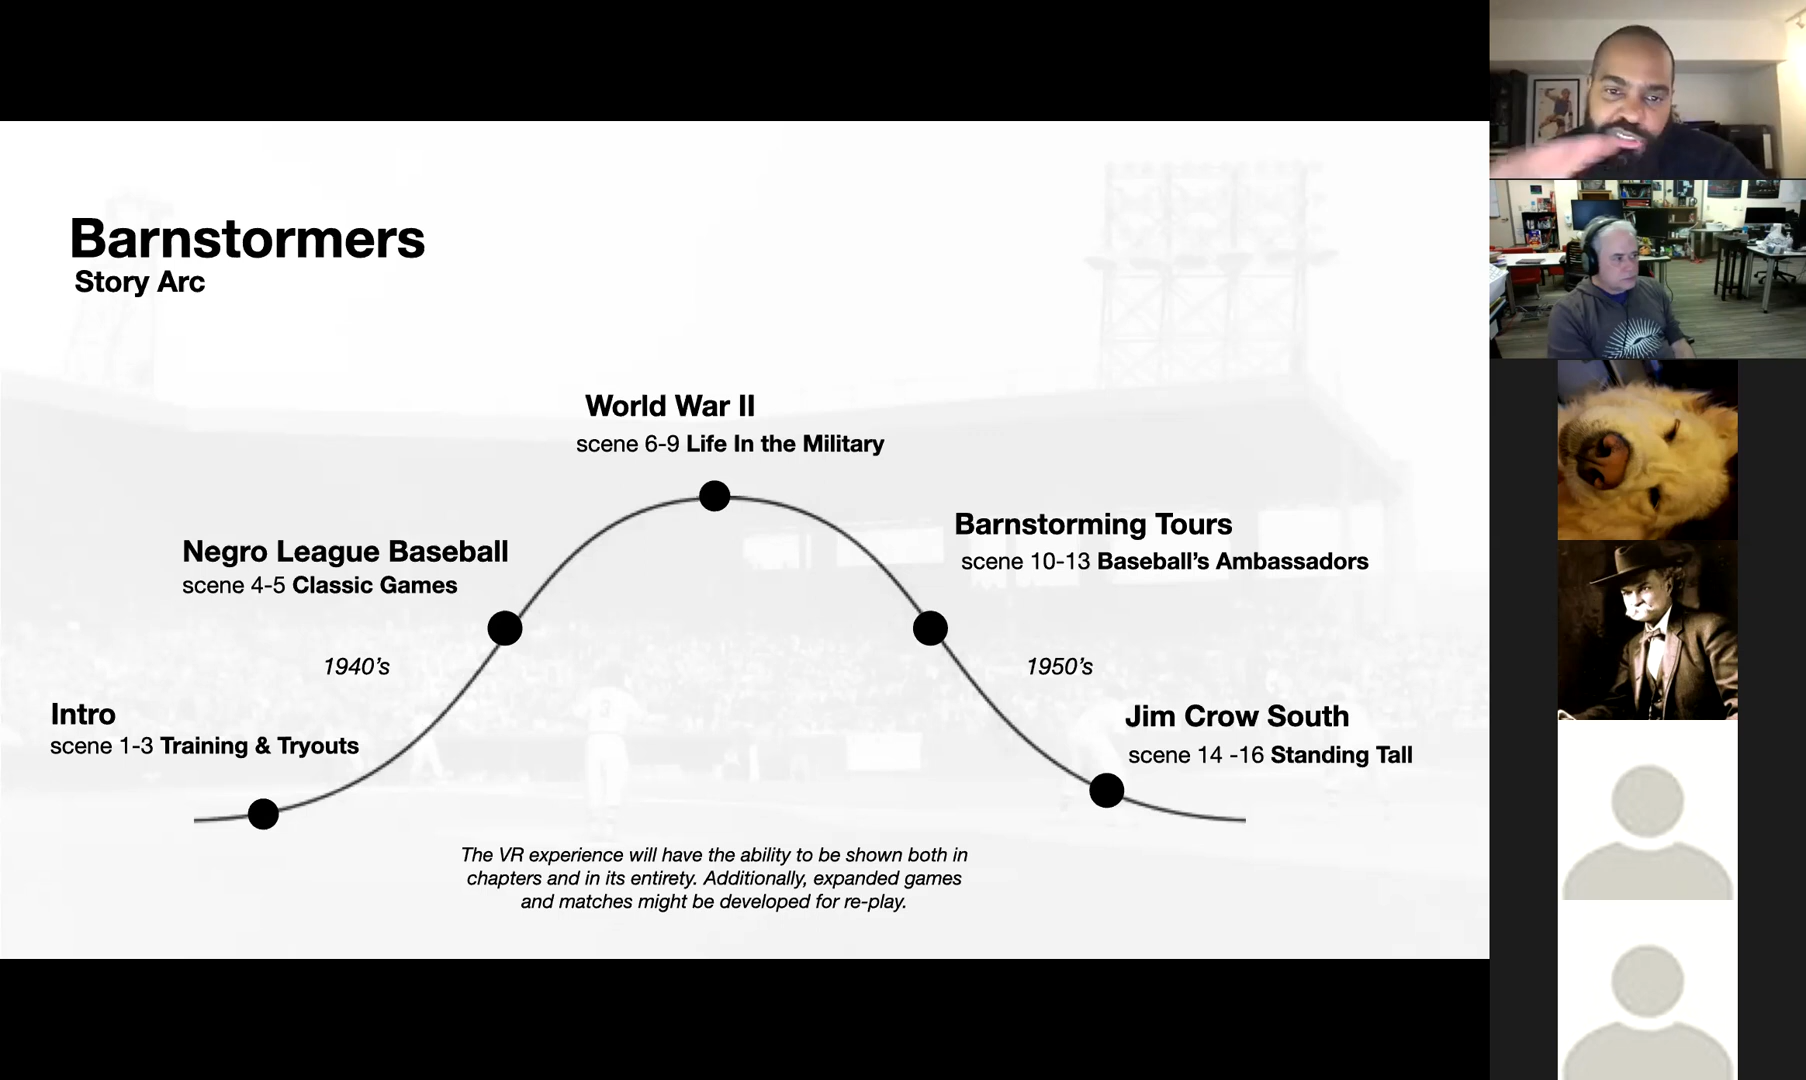 Barnstormers
Story Arc
World War II
scene 6-9 Life In the Military
Negro League Baseball
scene 4-5 Classic Games
Barnstorming Tours
scene 10-13 Baseball's Ambassadors
1940's
1950's
Intro
scene 1-3 Training & Tryouts
Jim Crow South
scene 14 -16 Standing Tall
The VR experience will have the ability to be shown both in
chapters and in its entirety. Additionally, expanded games
and matches might be developed for re-play.